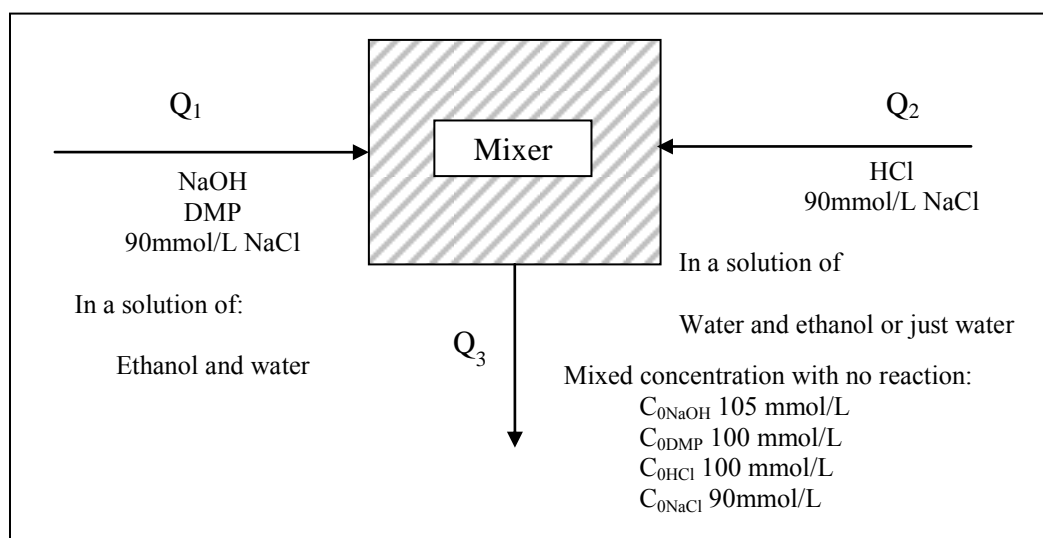 Q₁
NaOH
DMP
90mmol/L NaCl
In a solution of:
Ethanol and water
Mixer
Q₃
Q₂
HCl
90mmol/L NaCl
In a solution of
Water and ethanol or just water
Mixed concentration with no reaction:
C₀NaOH 105 mmol/L
C₀DMP 100 mmol/L
C₀HCl 100 mmol/L
C₀NaCl 90mmol/L